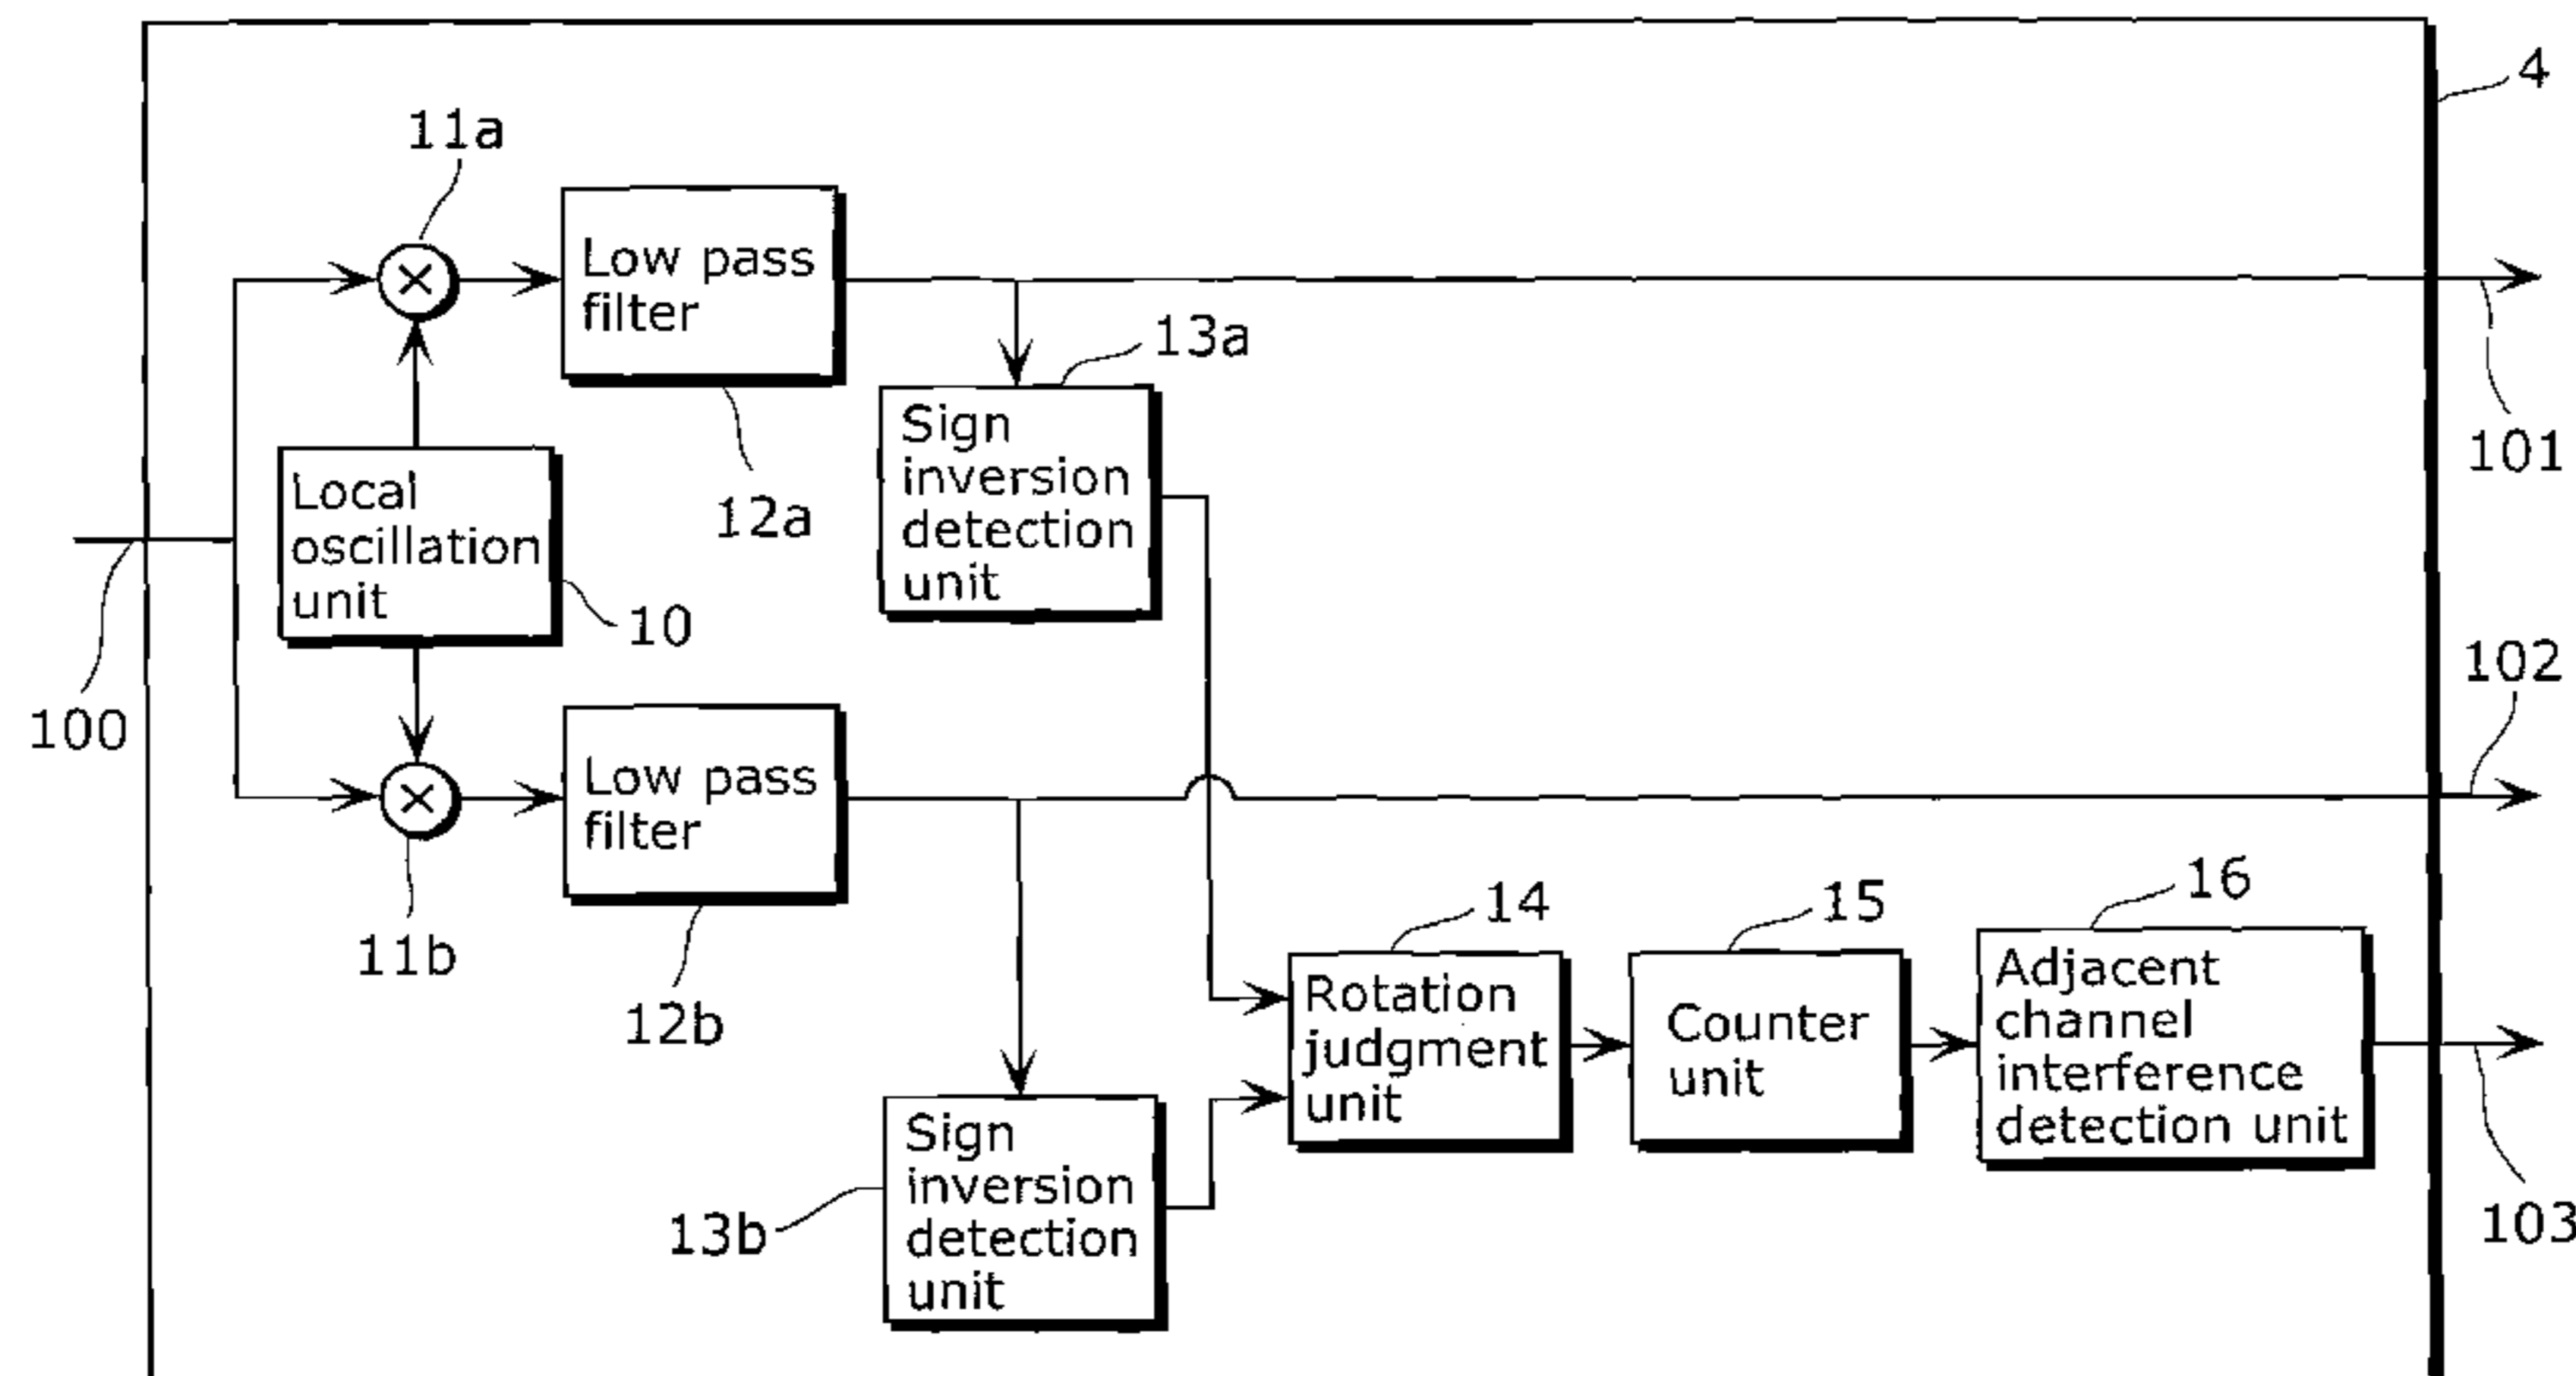 4
11a
Low pass
filter
13a
12a
101
Sign
inversion
detection
unit
Local
oscillation
unit
10
100
102
Low pass
filter
11b
12b
14
15
16
Rotation
judgment
unit
Counter
unit
Adjacent
channel
interference
detection unit
Sign
inversion
detection
unit
13b
103